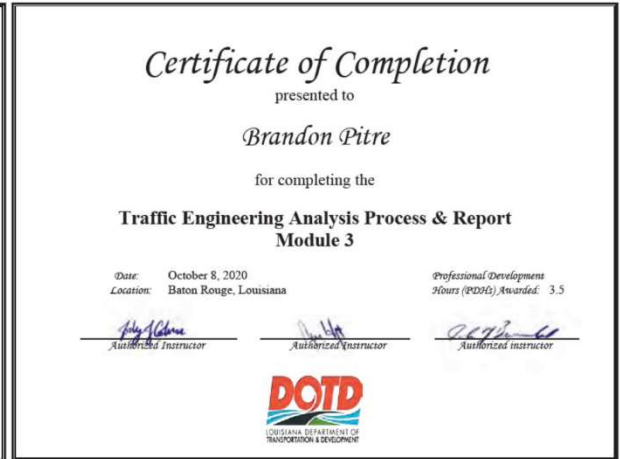 Certificate of Completion
presented to
Brandon Pitre
for completing the
Traffic Engineering Analysis Process & Report
Module 3
Date: October 8, 2020
Location: Baton Rouge, Louisiana
Professional Development
Hours (PDHs) Awarded: 3.5
Authorized Instructor
Authorized Instructor
Authorized instructor
DOTD
LOUISIANA DEPARTMENT OF
TRANSPORTATION & DEVELOPMENT